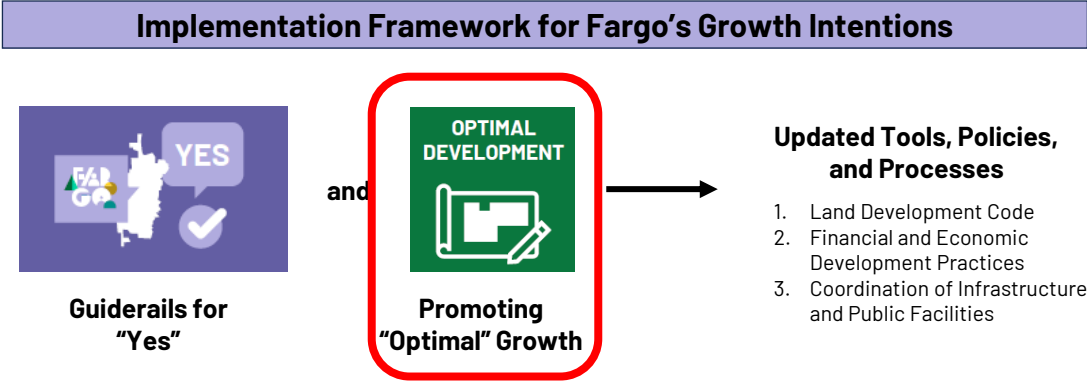 Implementation Framework for Fargo’s Growth Intentions
FAR
GO
YES
Guiderails for
“Yes”
and
OPTIMAL
DEVELOPMENT
Promoting
“Optimal” Growth
Updated Tools, Policies,
and Processes
1. Land Development Code
2. Financial and Economic
Development Practices
3. Coordination of Infrastructure
and Public Facilities